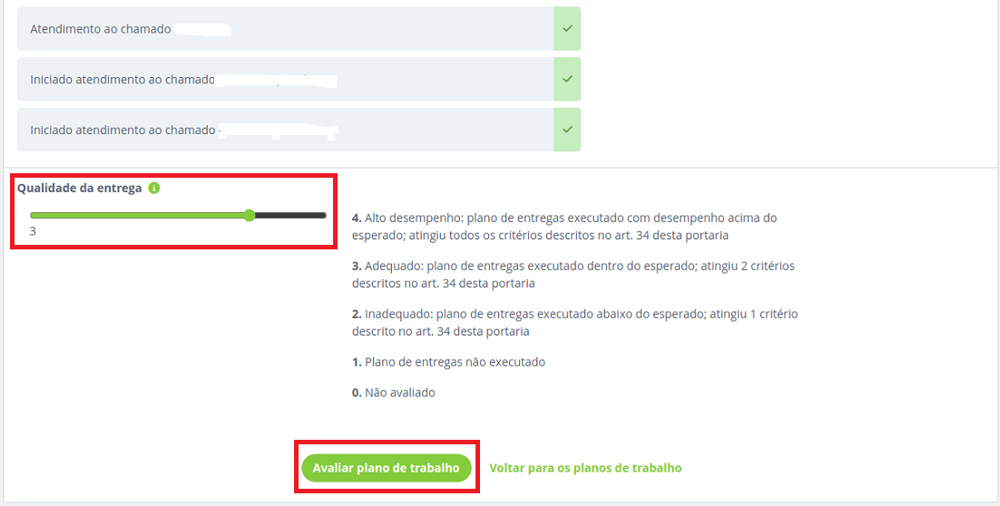 Atendimento ao chamado
Iniciado atendimento ao chamado
Iniciado atendimento ao chamado
Qualidade da entrega
3
4. Alto desempenho: plano de entregas executado com desempenho acima do
esperado; atingiu todos os critérios descritos no art. 34 desta portaria
3. Adequado: plano de entregas executado dentro do esperado; atingiu 2 critérios
descritos no art. 34 desta portaria
2. Inadequado: plano de entregas executado abaixo do esperado; atingiu 1 critério
descrito no art. 34 desta portaria
1. Plano de entregas não executado
0. Não avaliado
Avaliar plano de trabalho Voltar para os planos de trabalho